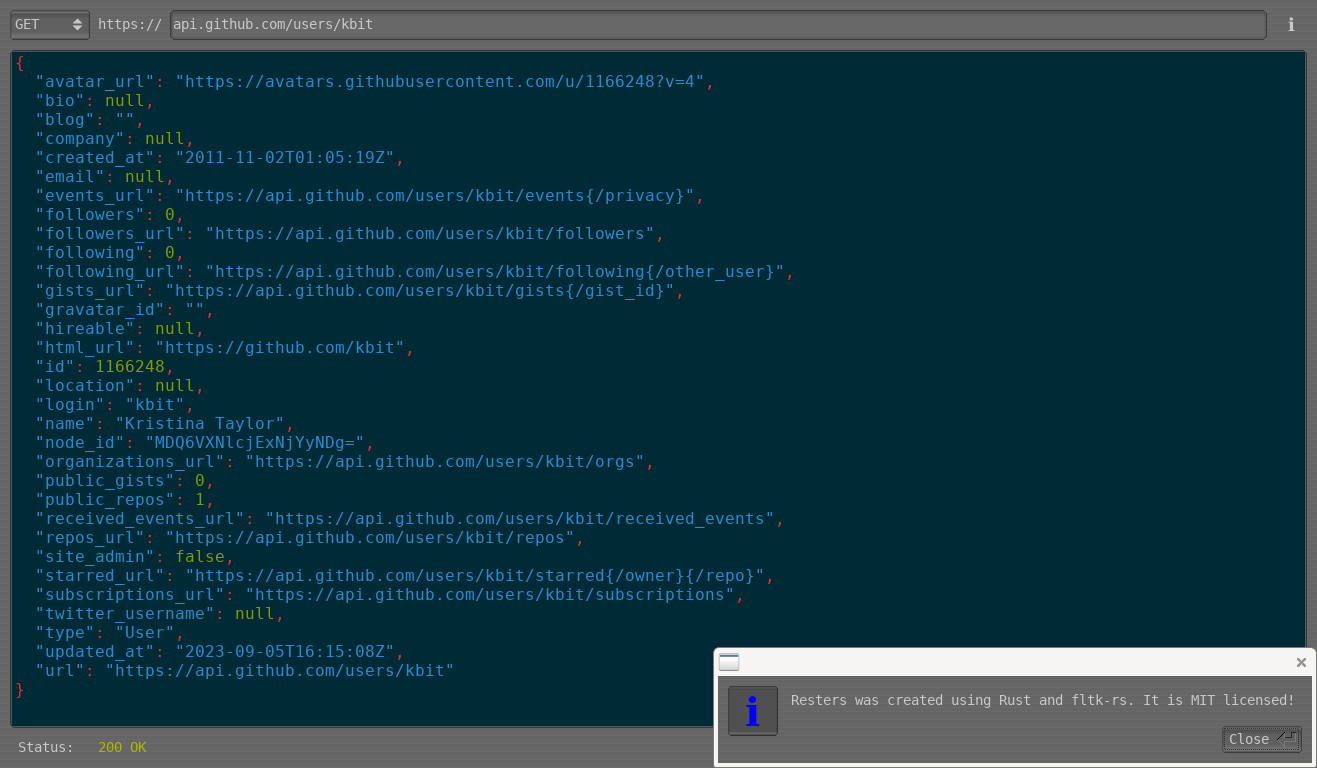 GET https:// api.github.com/users/kbit i
{
  "avatar_url": "https://avatars.githubusercontent.com/u/1166248?v=4",
  "bio": null,
  "blog": "",
  "company": null,
  "created_at": "2011-11-02T01:05:19Z",
  "email": null,
  "events_url": "https://api.github.com/users/kbit/events{/privacy}",
  "followers": 0,
  "followers_url": "https://api.github.com/users/kbit/followers",
  "following": 0,
  "following_url": "https://api.github.com/users/kbit/following{/other_user}",
  "gists_url": "https://api.github.com/users/kbit/gists{/gist_id}",
  "gravatar_id": "",
  "hireable": null,
  "html_url": "https://github.com/kbit",
  "id": 1166248,
  "location": null,
  "login": "kbit",
  "name": "Kristina Taylor",
  "node_id": "MDQ6VXNlcjExNjYyNDg=",
  "organizations_url": "https://api.github.com/users/kbit/orgs",
  "public_gists": 0,
  "public_repos": 1,
  "received_events_url": "https://api.github.com/users/kbit/received_events",
  "repos_url": "https://api.github.com/users/kbit/repos",
  "site_admin": false,
  "starred_url": "https://api.github.com/users/kbit/starred{/owner}{/repo}",
  "subscriptions_url": "https://api.github.com/users/kbit/subscriptions",
  "twitter_username": null,
  "type": "User",
  "updated_at": "2023-09-05T16:15:08Z",
  "url": "https://api.github.com/users/kbit"
}
Status: 200 OK
i Resters was created using Rust and fltk-rs. It is MIT licensed!
Close